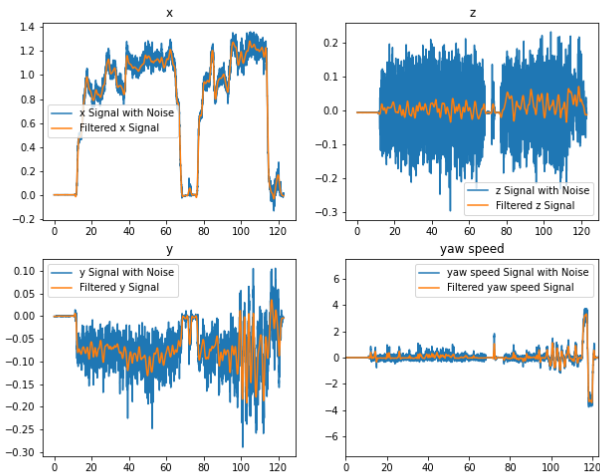 x
1.4
1.2
1.0
0.8
0.6
0.4
0.2
0.0
−0.2
x Signal with Noise
Filtered x Signal
0 20 40 60 80 100 120
z
0.2
0.1
0.0
−0.1
−0.2
−0.3
z Signal with Noise
Filtered z Signal
0 20 40 60 80 100 120
y
0.10
0.05
0.00
−0.05
−0.10
−0.15
−0.20
−0.25
−0.30
y Signal with Noise
Filtered y Signal
0 20 40 60 80 100 120
yaw speed
6
4
2
0
−2
−4
−6
yaw speed Signal with Noise
Filtered yaw speed Signal
0 20 40 60 80 100 120